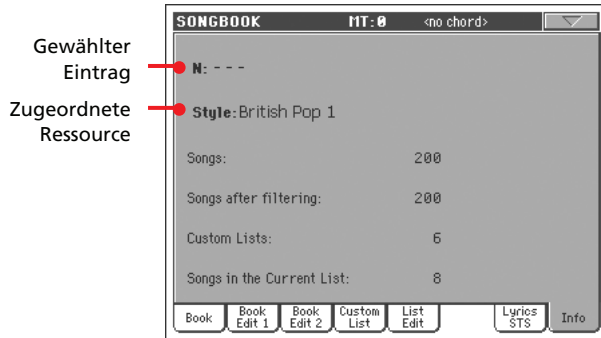 SONGBOOK MT:0 <no chord>
Gewählter
Eintrag
N: - - -
Zugeordnete
Ressource
Style: British Pop 1
Songs: 200
Songs after filtering: 200
Custom Lists: 6
Songs in the Current List: 8
Book
Book
Edit 1
Book
Edit 2
Custom
List
List
Edit
Lyrics
STS
Info